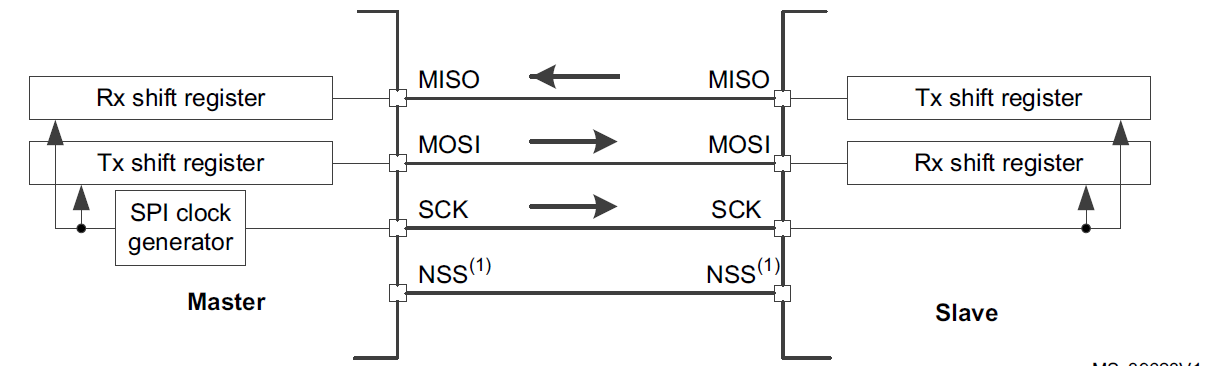 MISO MISO
Rx shift register Tx shift register
MOSI MOSI
Tx shift register Rx shift register
SPI clock
generator
SCK SCK
NSS(1) NSS(1)
Master
Slave